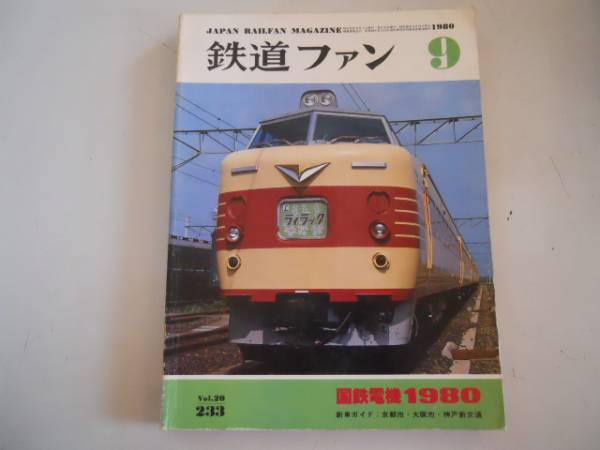 JAPAN RAILFAN MAGAZINE
1980
鉄道ファン
9
ライラック
Vol.20
233
国鉄電機1980
新車ガイド：京都市・大阪市・神戸新交通